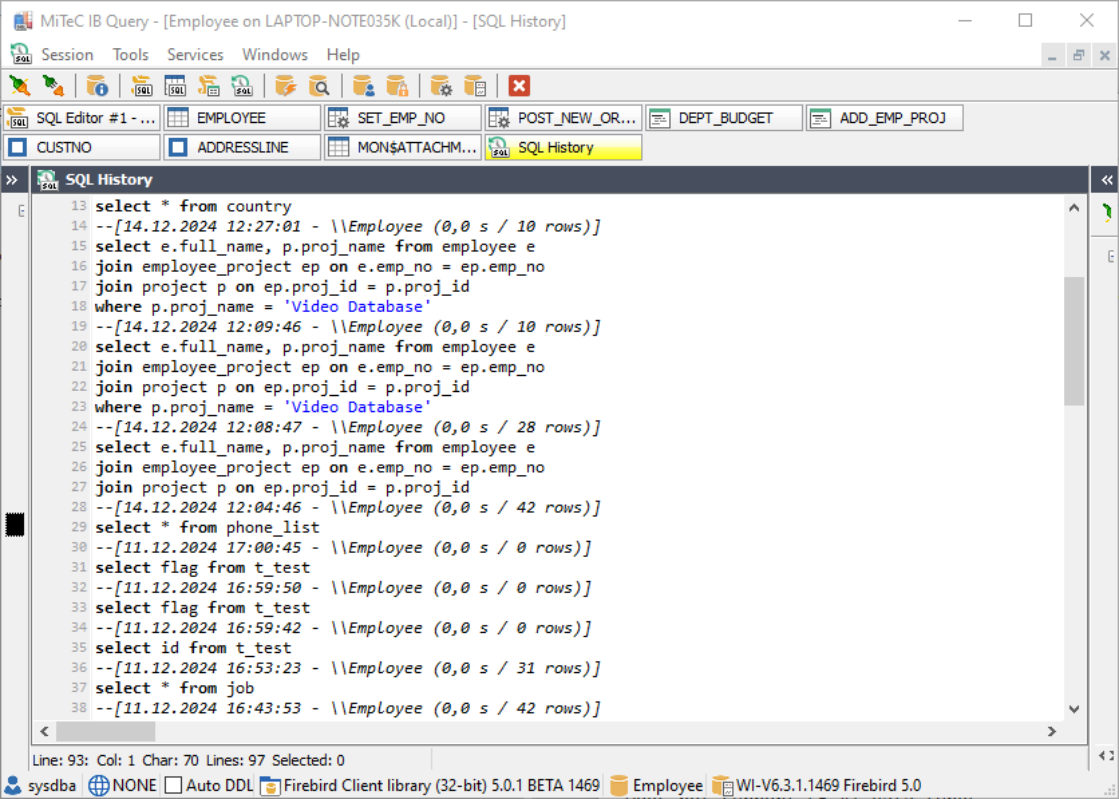 MiTeC IB Query - [Employee on LAPTOP-NOTE035K (Local)] - [SQL History]
Session Tools Services Windows Help
SQL Editor #1 - ... EMPLOYEE SET_EMP_NO POST_NEW_OR... DEPT_BUDGET ADD_EMP_PROJ
CUSTNO ADDRESSLINE MON$ATTACHM... SQL History
SQL History
13 select * from country
14 --[14.12.2024 12:27:01 - \\Employee (0,0 s / 10 rows)]
15 select e.full_name, p.proj_name from employee e
16 join employee_project ep on e.emp_no = ep.emp_no
17 join project p on ep.proj_id = p.proj_id
18 where p.proj_name = 'Video Database'
19 --[14.12.2024 12:09:46 - \\Employee (0,0 s / 10 rows)]
20 select e.full_name, p.proj_name from employee e
21 join employee_project ep on e.emp_no = ep.emp_no
22 join project p on ep.proj_id = p.proj_id
23 where p.proj_name = 'Video Database'
24 --[14.12.2024 12:08:47 - \\Employee (0,0 s / 28 rows)]
25 select e.full_name, p.proj_name from employee e
26 join employee_project ep on e.emp_no = ep.emp_no
27 join project p on ep.proj_id = p.proj_id
28 --[14.12.2024 12:04:46 - \\Employee (0,0 s / 42 rows)]
29 select * from phone_list
30 --[11.12.2024 17:00:45 - \\Employee (0,0 s / 0 rows)]
31 select flag from t_test
32 --[11.12.2024 16:59:50 - \\Employee (0,0 s / 0 rows)]
33 select flag from t_test
34 --[11.12.2024 16:59:42 - \\Employee (0,0 s / 0 rows)]
35 select id from t_test
36 --[11.12.2024 16:53:23 - \\Employee (0,0 s / 31 rows)]
37 select * from job
38 --[11.12.2024 16:43:53 - \\Employee (0,0 s / 42 rows)]
Line: 93: Col: 1 Char: 70 Lines: 97 Selected: 0
sysdba NONE Auto DDL Firebird Client library (32-bit) 5.0.1 BETA 1469 Employee WI-V6.3.1.1469 Firebird 5.0